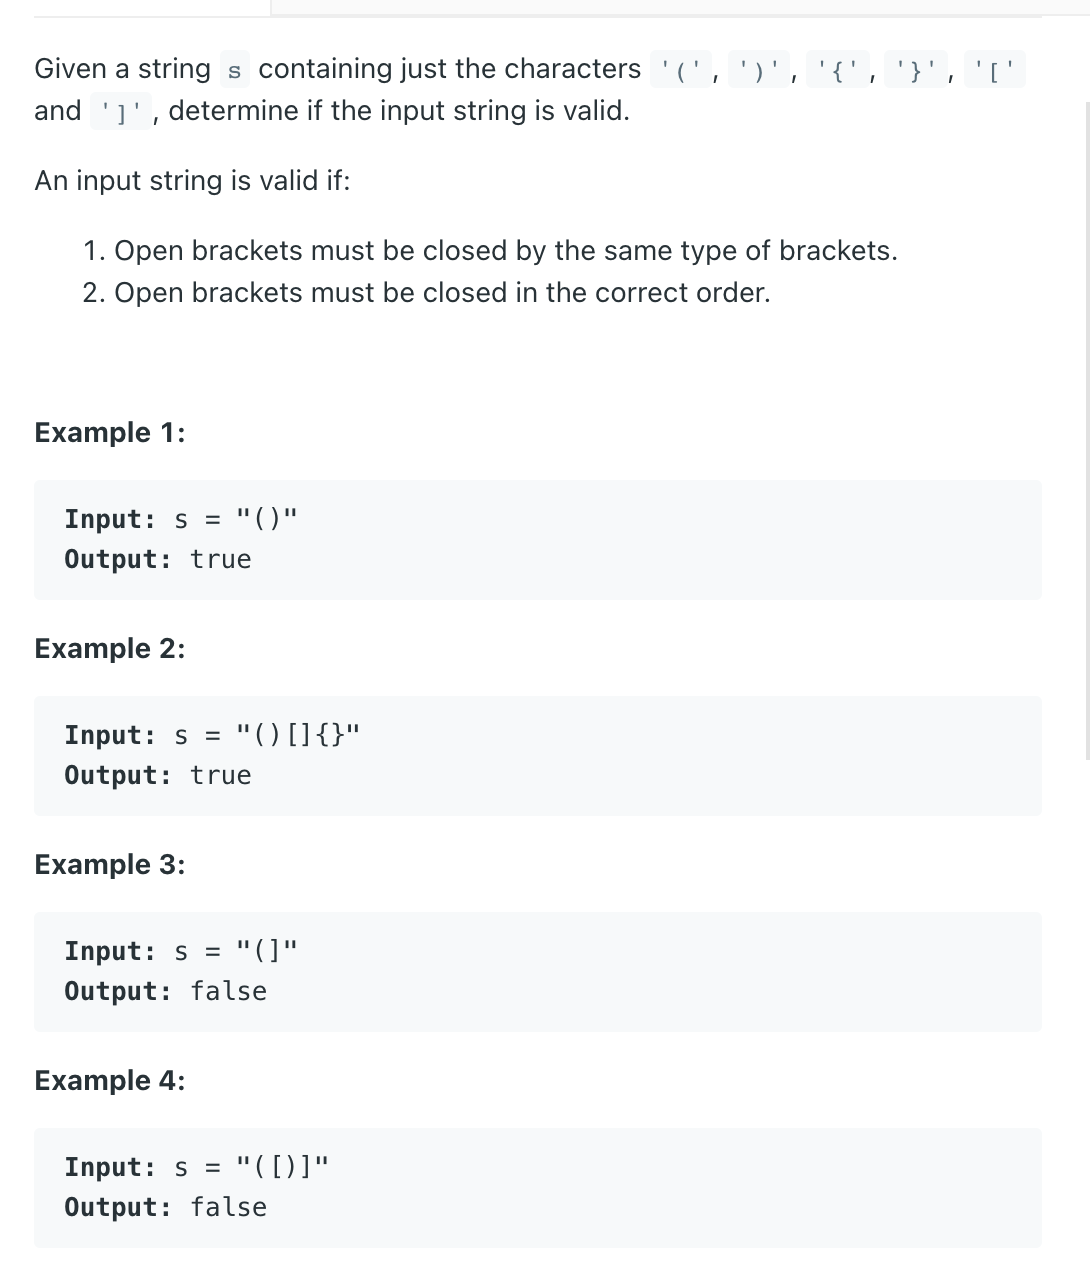 Given a string s containing just the characters '(', ')', '{', '}', '['
and ']', determine if the input string is valid.
An input string is valid if:
1. Open brackets must be closed by the same type of brackets.
2. Open brackets must be closed in the correct order.
Example 1:
Input: s = "()"
Output: true
Example 2:
Input: s = "()[]{}"
Output: true
Example 3:
Input: s = "(]"
Output: false
Example 4:
Input: s = "([)]"
Output: false